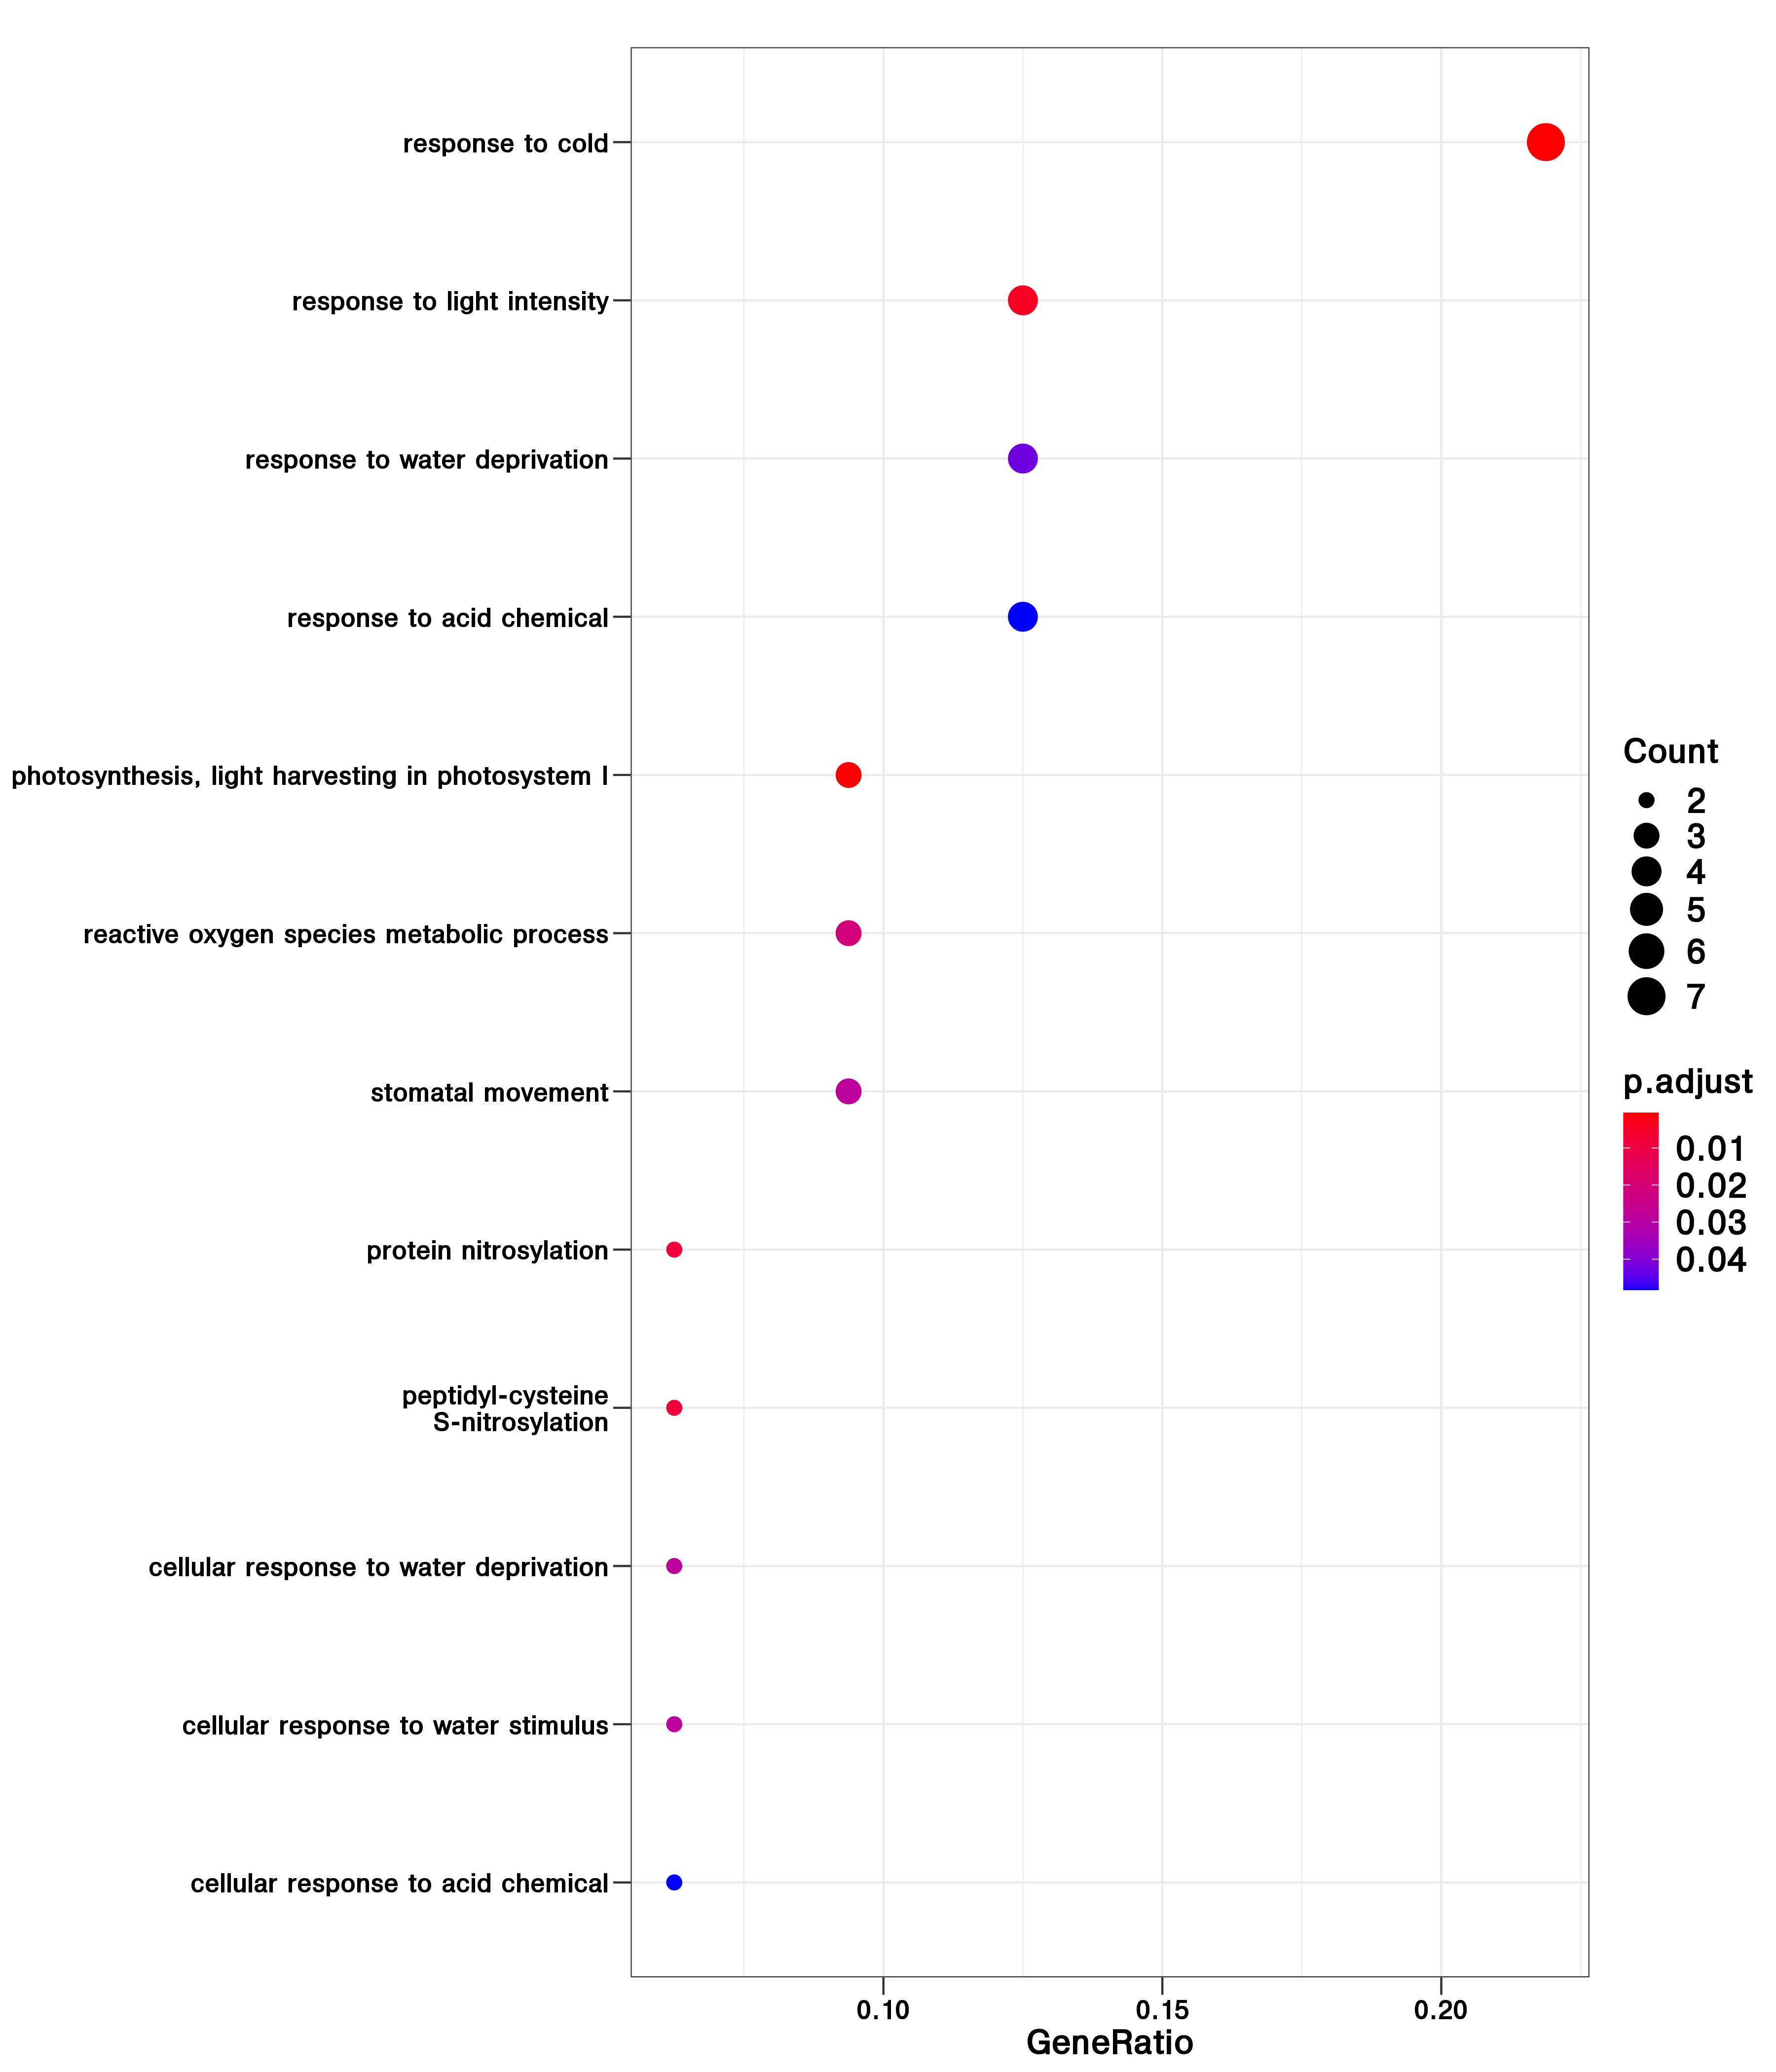 response to cold
response to light intensity
response to water deprivation
response to acid chemical
photosynthesis, light harvesting in photosystem I
reactive oxygen species metabolic process
stomatal movement
protein nitrosylation
peptidyl-cysteine
S-nitrosylation
cellular response to water deprivation
cellular response to water stimulus
cellular response to acid chemical
0.10
0.15
0.20
GeneRatio
Count
2
3
4
5
6
7
p.adjust
0.01
0.02
0.03
0.04